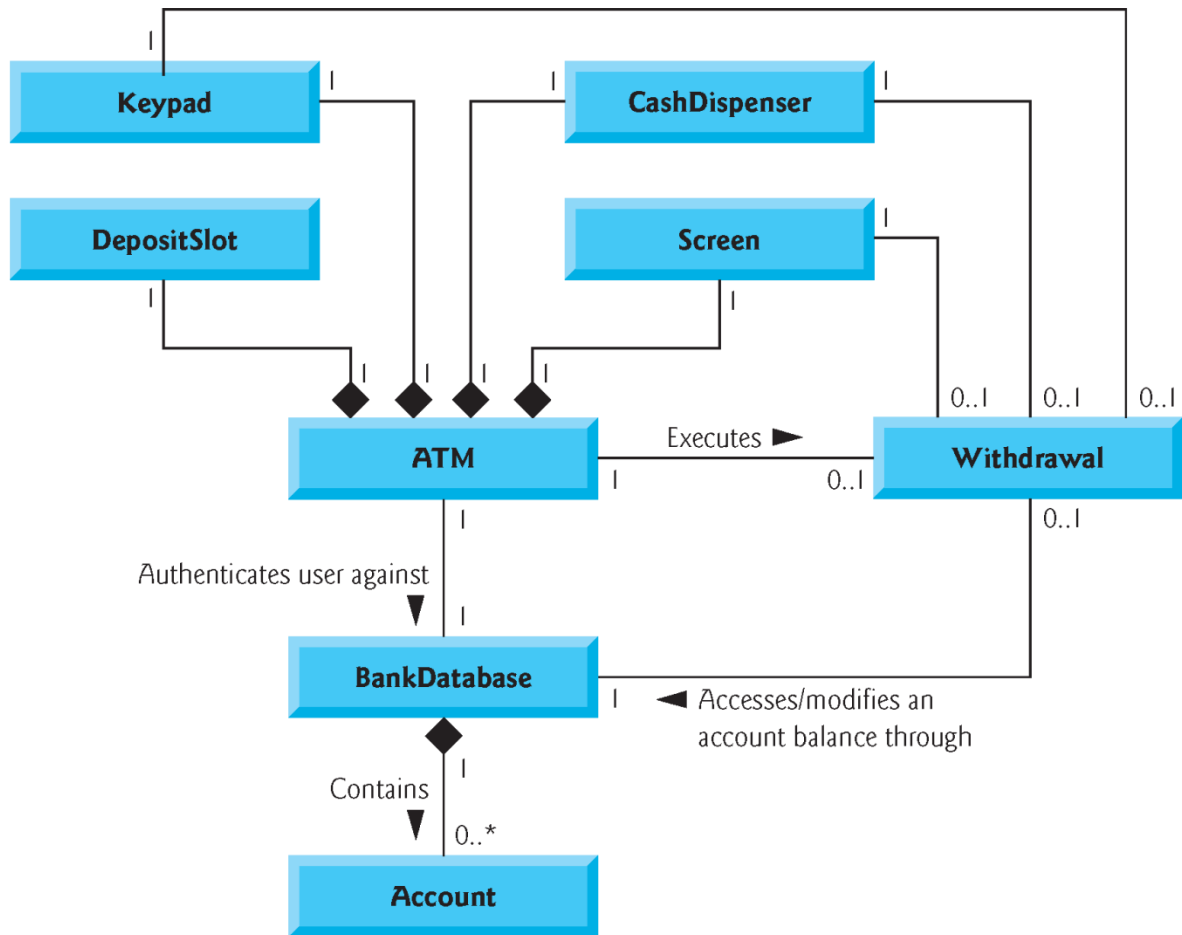 1
1
1
1
Keypad
CashDispenser
1
DepositSlot
Screen
1
1
1
1
1
1
0..1
0..1
0..1
Executes
ATM
Withdrawal
1
0..1
1
0..1
Authenticates user against
1
BankDatabase
1
Accesses/modifies an
account balance through
1
Contains
0..*
Account